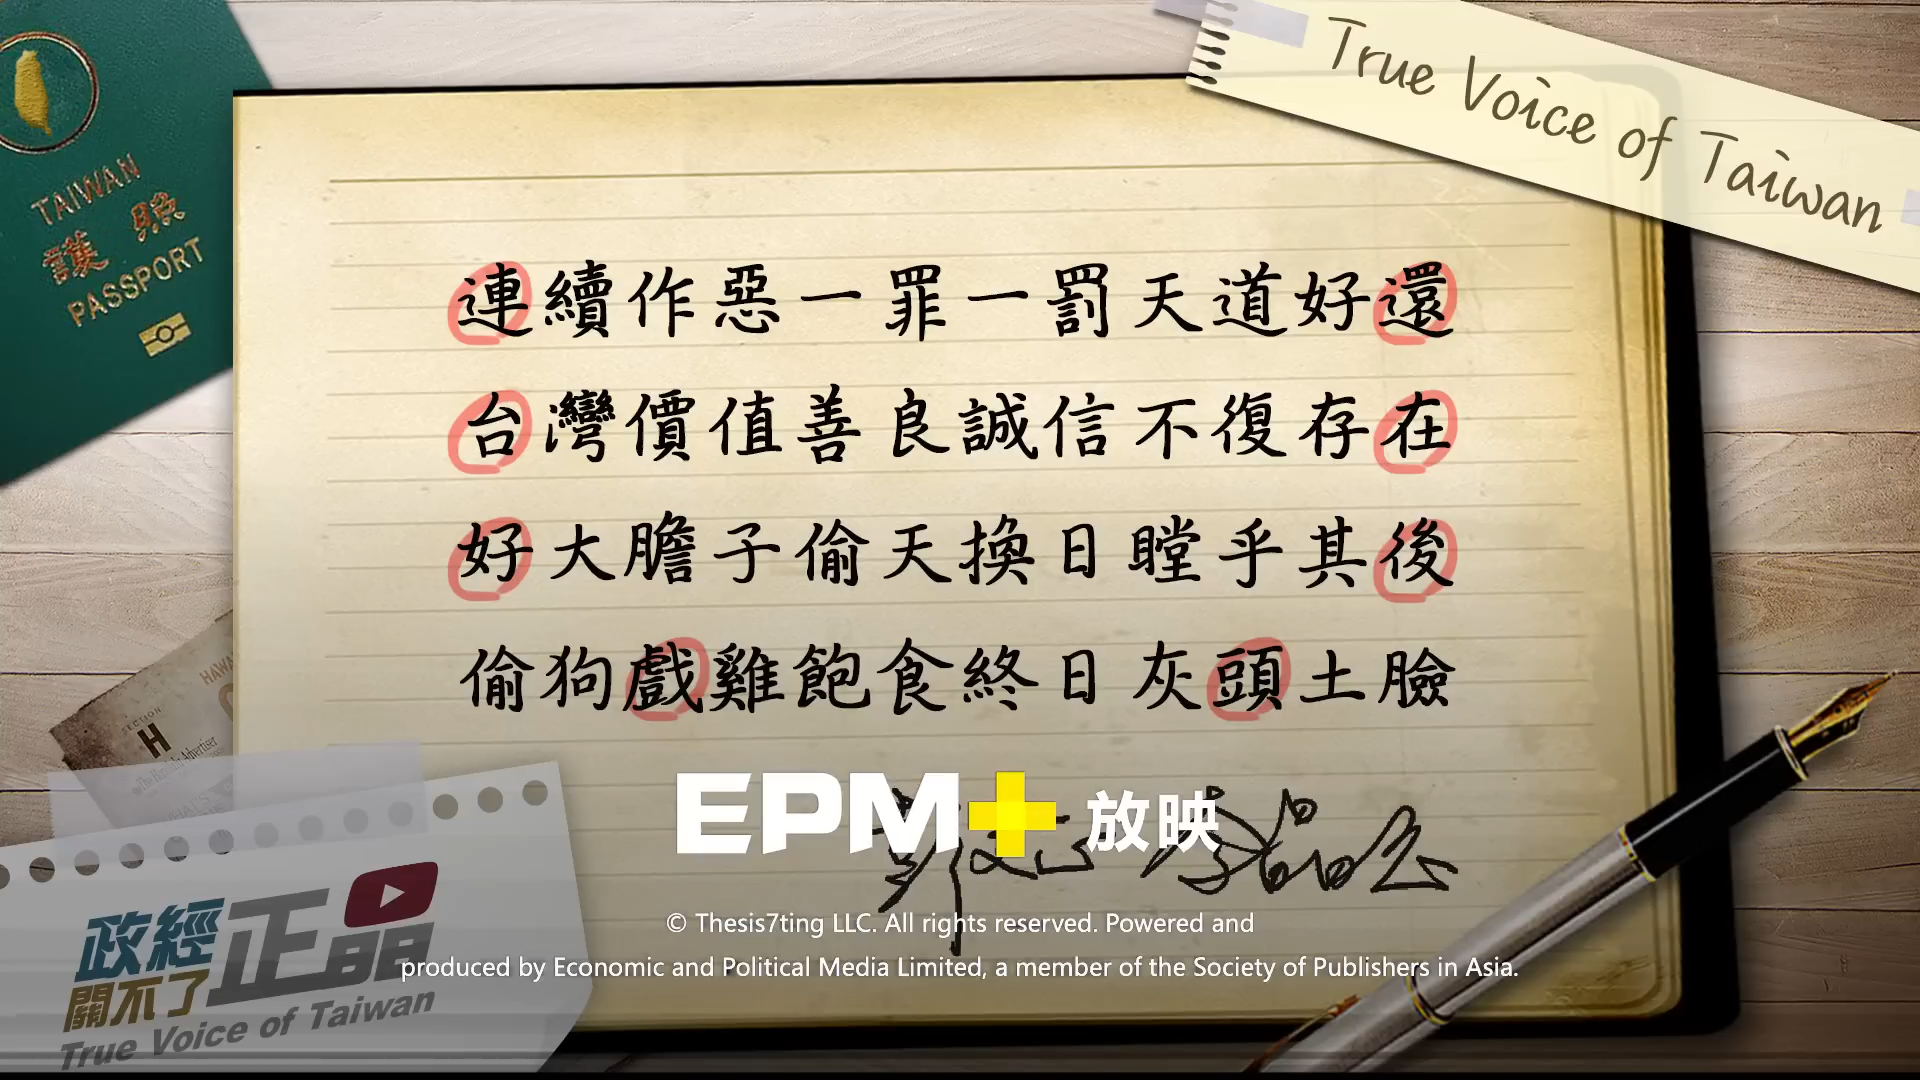 True Voice of Taiwan
TAIWAN
護照
PASSPORT
連續作惡一罪一罰天道好還
台灣價值善良誠信不復存在
好大膽子偷天換日瞠乎其後
偷狗戲雞飽食終日灰頭土臉
SECTION
H
EPM+ 放映
© Thesis7ting LLC. All rights reserved. Powered and
produced by Economic and Political Media Limited, a member of the Society of Publishers in Asia.
政經
關不了
正晶
True Voice of Taiwan